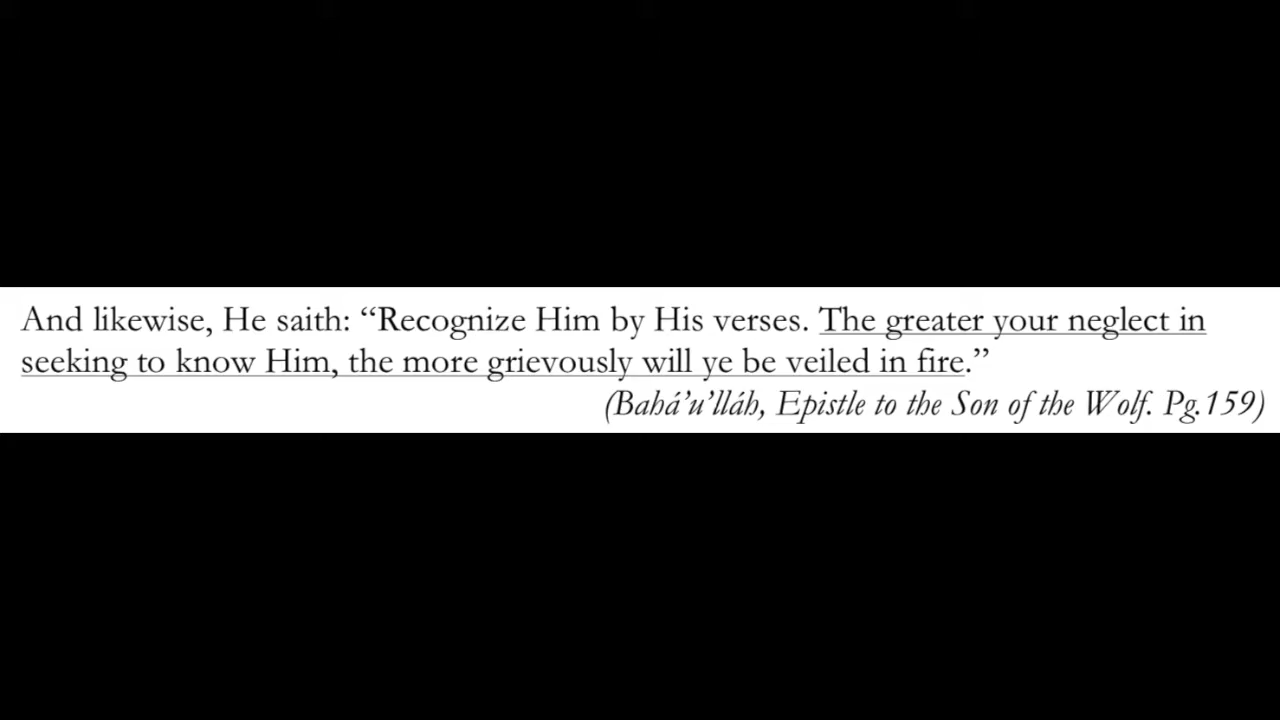 And likewise, He saith: “Recognize Him by His verses. The greater your neglect in
seeking to know Him, the more grievously will ye be veiled in fire.”
(Bahá’u’lláh, Epistle to the Son of the Wolf. Pg.159)